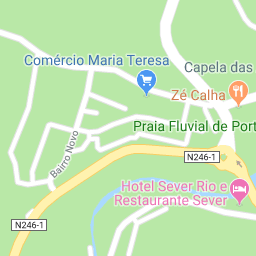 Comércio Maria Teresa
Capela das
Zé Calha
Praia Fluvial de Port
Bairro Novo
N246-1
N246-1
Hotel Sever Rio e
Restaurante Sever